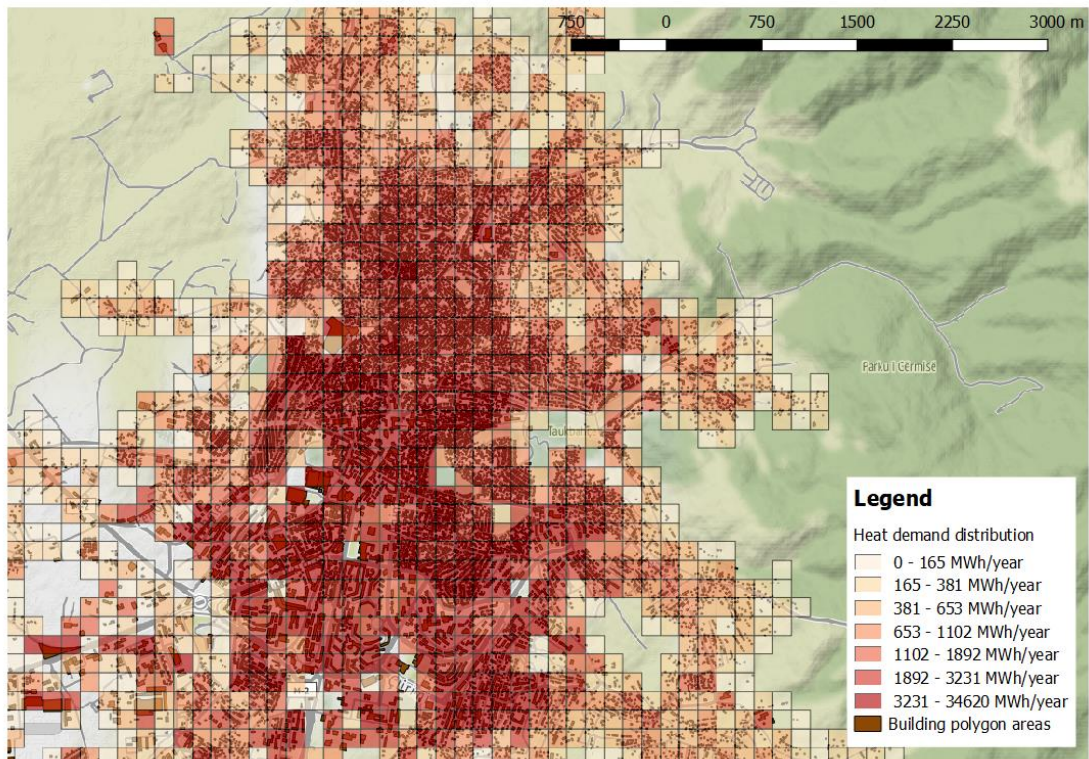 750 0 750 1500 2250 3000 m
Farku i Gërmisë
Legend
Heat demand distribution
0 - 165 MWh/year
165 - 381 MWh/year
381 - 653 MWh/year
653 - 1102 MWh/year
1102 - 1892 MWh/year
1892 - 3231 MWh/year
3231 - 34620 MWh/year
Building polygon areas